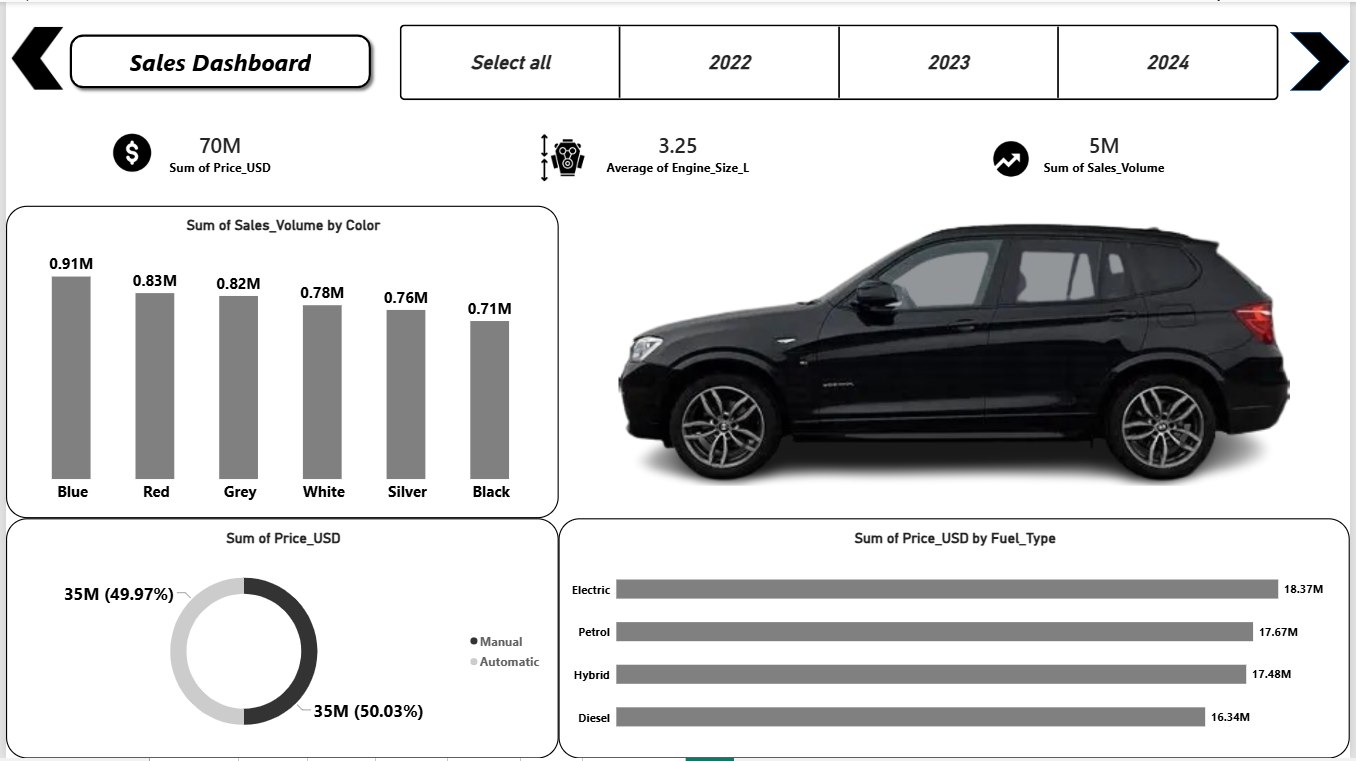 Sales Dashboard
Select all
2022
2023
2024
70M
Sum of Price_USD
3.25
Average of Engine_Size_L
5M
Sum of Sales_Volume
Sum of Sales_Volume by Color
0.91M
0.83M
0.82M
0.78M
0.76M
0.71M
Blue
Red
Grey
White
Silver
Black
Sum of Price_USD
35M (49.97%)
35M (50.03%)
Manual
Automatic
Sum of Price_USD by Fuel_Type
Electric
18.37M
Petrol
17.67M
Hybrid
17.48M
Diesel
16.34M